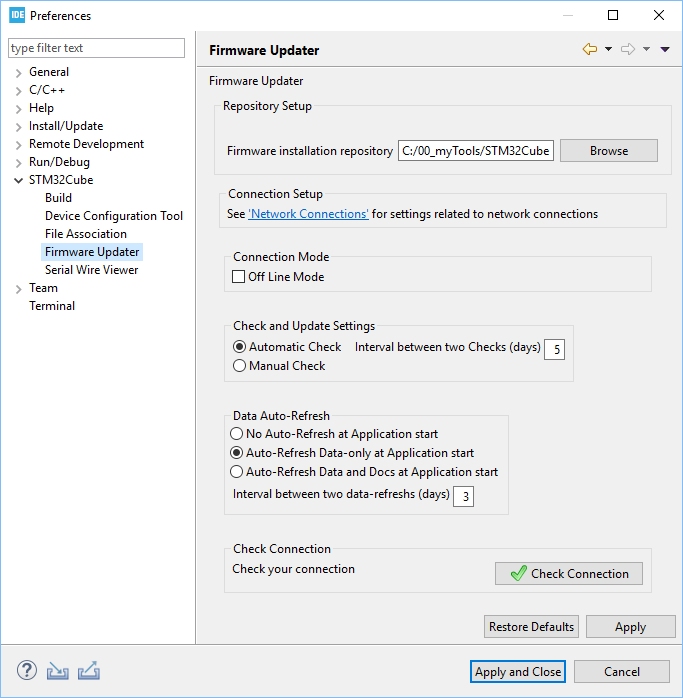 IDE Preferences
type filter text
General
C/C++
Help
Install/Update
Remote Development
Run/Debug
STM32Cube
Build
Device Configuration Tool
File Association
Firmware Updater
Serial Wire Viewer
Team
Terminal
Firmware Updater
Firmware Updater
Repository Setup
Firmware installation repository C:/00_myTools/STM32Cube Browse
Connection Setup
See 'Network Connections' for settings related to network connections
Connection Mode
Off Line Mode
Check and Update Settings
Automatic Check Interval between two Checks (days) 5
Manual Check
Data Auto-Refresh
No Auto-Refresh at Application start
Auto-Refresh Data-only at Application start
Auto-Refresh Data and Docs at Application start
Interval between two data-refreshs (days) 3
Check Connection
Check your connection Check Connection
Restore Defaults Apply
? Apply and Close Cancel